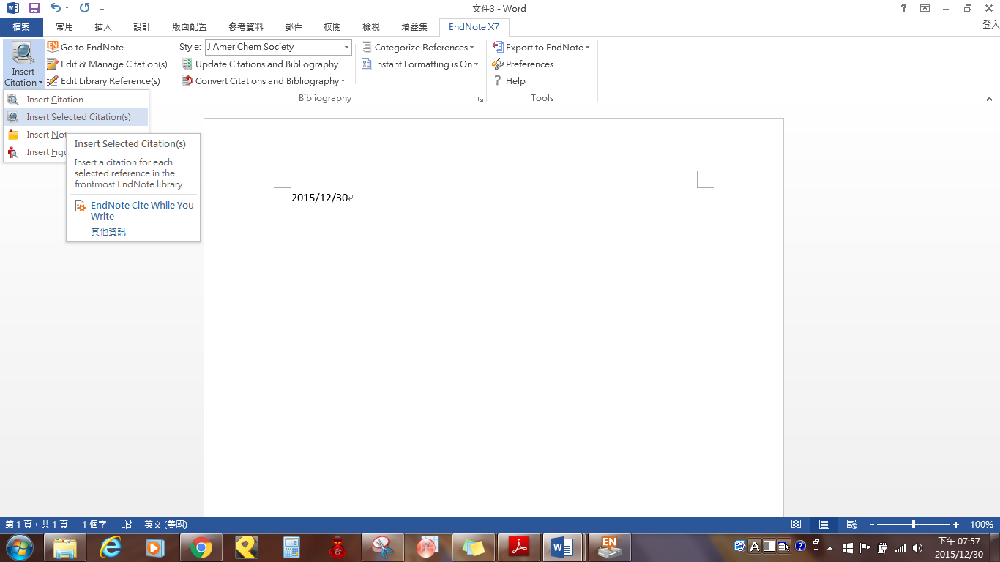 文件3 - Word
檔案 常用 插入 設計 版面配置 參考資料 郵件 校閱 檢視 增益集 EndNote X7 登入
Insert Citation
Go to EndNote
Edit & Manage Citation(s)
Edit Library Reference(s)
Style: J Amer Chem Society
Update Citations and Bibliography
Convert Citations and Bibliography
Bibliography
Categorize References
Instant Formatting is On
Export to EndNote
Preferences
Help
Tools
Insert Citation...
Insert Selected Citation(s)
Insert Not
Insert Figu
Insert Selected Citation(s)
Insert a citation for each
selected reference in the
frontmost EndNote library.
EndNote Cite While You
Write
其他資訊
2015/12/30
第 1 頁，共 1 頁 1 個字 英文 (美國) 100%
EN
下午 07:57
2015/12/30